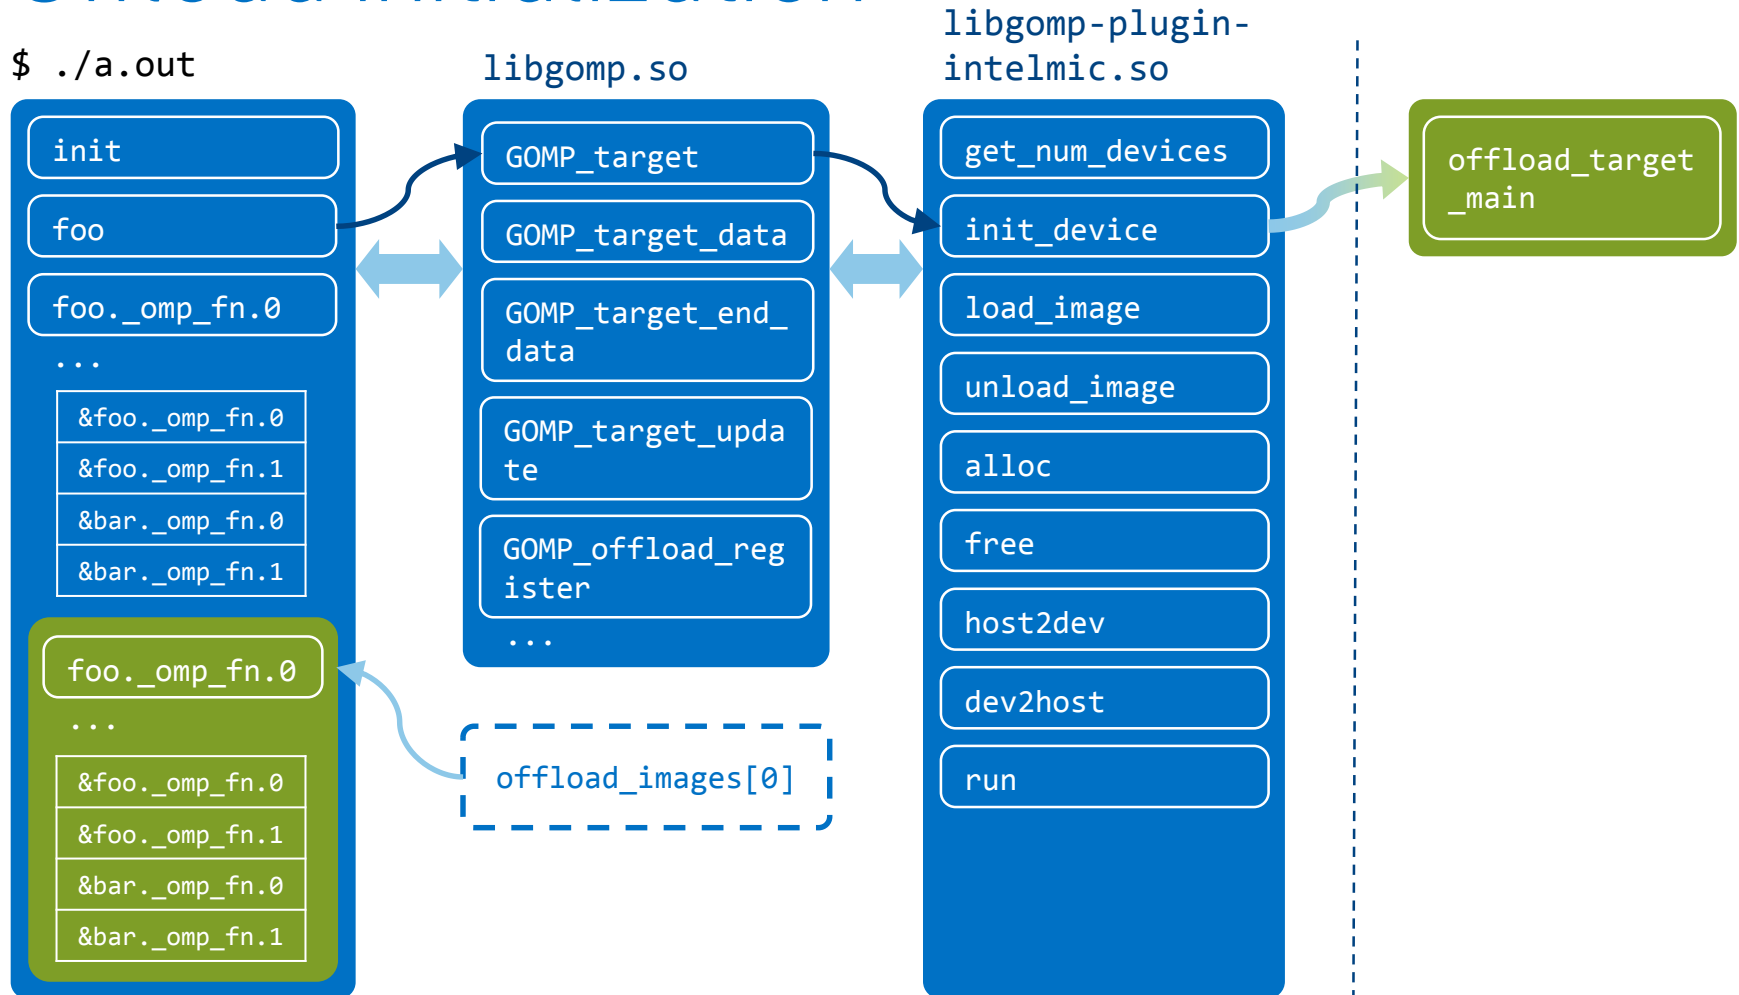 $ ./a.out
init
foo
foo._omp_fn.0
...
&foo._omp_fn.0
&foo._omp_fn.1
&bar._omp_fn.0
&bar._omp_fn.1
foo._omp_fn.0
...
&foo._omp_fn.0
&foo._omp_fn.1
&bar._omp_fn.0
&bar._omp_fn.1
libgomp.so
GOMP_target
GOMP_target_data
GOMP_target_end_
data
GOMP_target_upda
te
GOMP_offload_reg
ister
...
offload_images[0]
libgomp-plugin-
intelmic.so
get_num_devices
init_device
load_image
unload_image
alloc
free
host2dev
dev2host
run
offload_target
_main